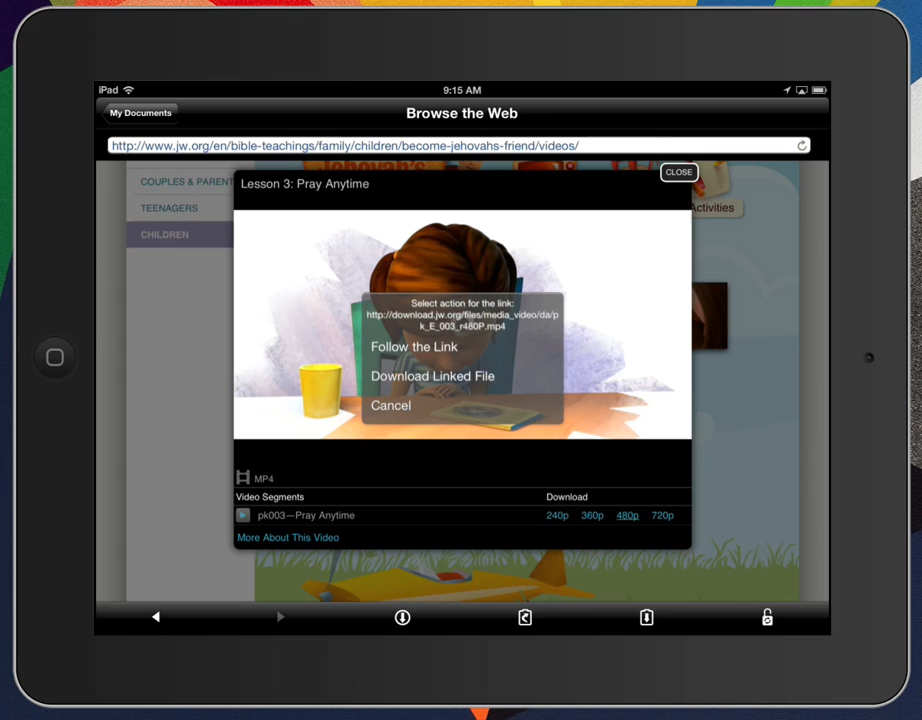 iPad
9:15 AM
My Documents
Browse the Web
http://www.jw.org/en/bible-teachings/family/children/become-jehovahs-friend/videos/
Jehovah's
COUPLES & PARENT
TEENAGERS
CHILDREN
Activities
Lesson 3: Pray Anytime
CLOSE
Select action for the link:
http://download.jw.org/files/media_video/da/p
k_E_003_r480P.mp4
Follow the Link
Download Linked File
Cancel
MP4
Video Segments Download
pk003—Pray Anytime 240p 360p 480p 720p
More About This Video